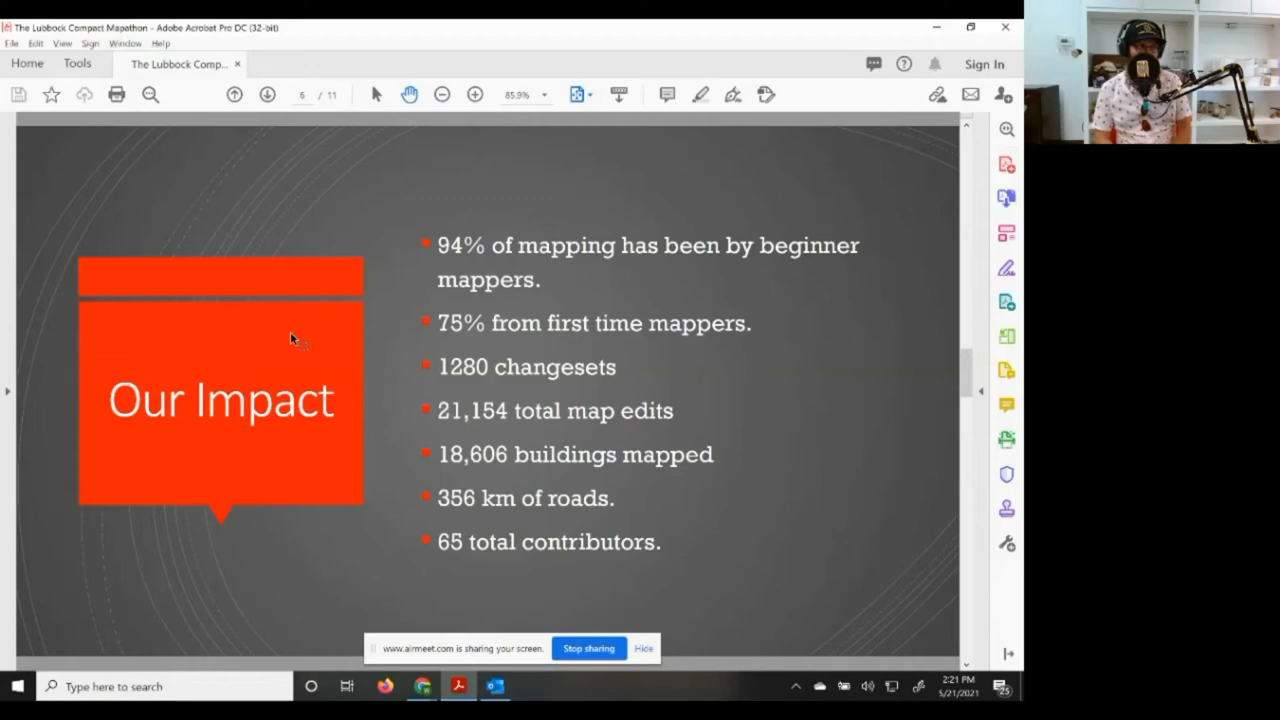 The Lubbock Compact Mapathon - Adobe Acrobat Pro DC (32-bit)
File Edit View Sign Window Help
Home Tools The Lubbock Comp... × Sign In
6 / 11 85.9%
94% of mapping has been by beginner
mappers.
75% from first time mappers.
1280 changesets
Our Impact
21,154 total map edits
18,606 buildings mapped
356 km of roads.
65 total contributors.
www.airmeet.com is sharing your screen. Stop sharing Hide
Type here to search
2:21 PM
5/21/2021
25